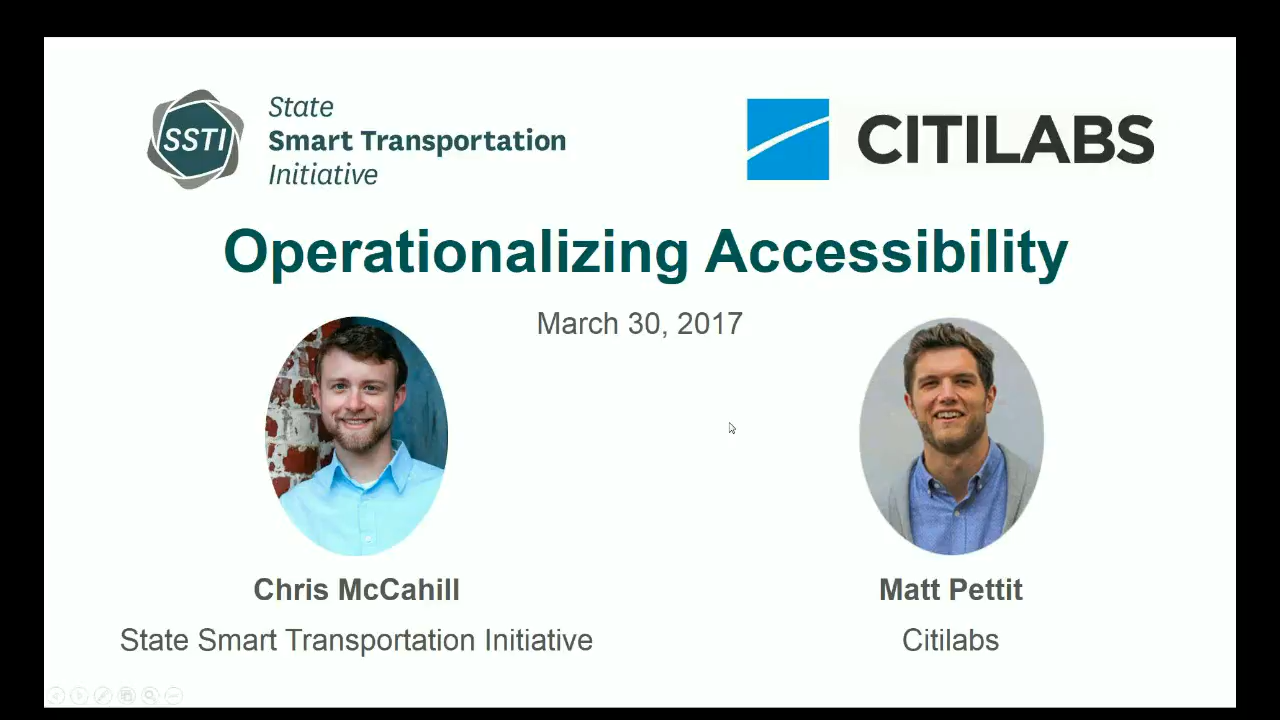 SSTI
State
Smart Transportation
Initiative
CITILABS
Operationalizing Accessibility
March 30, 2017
Chris McCahill
State Smart Transportation Initiative
Matt Pettit
Citilabs